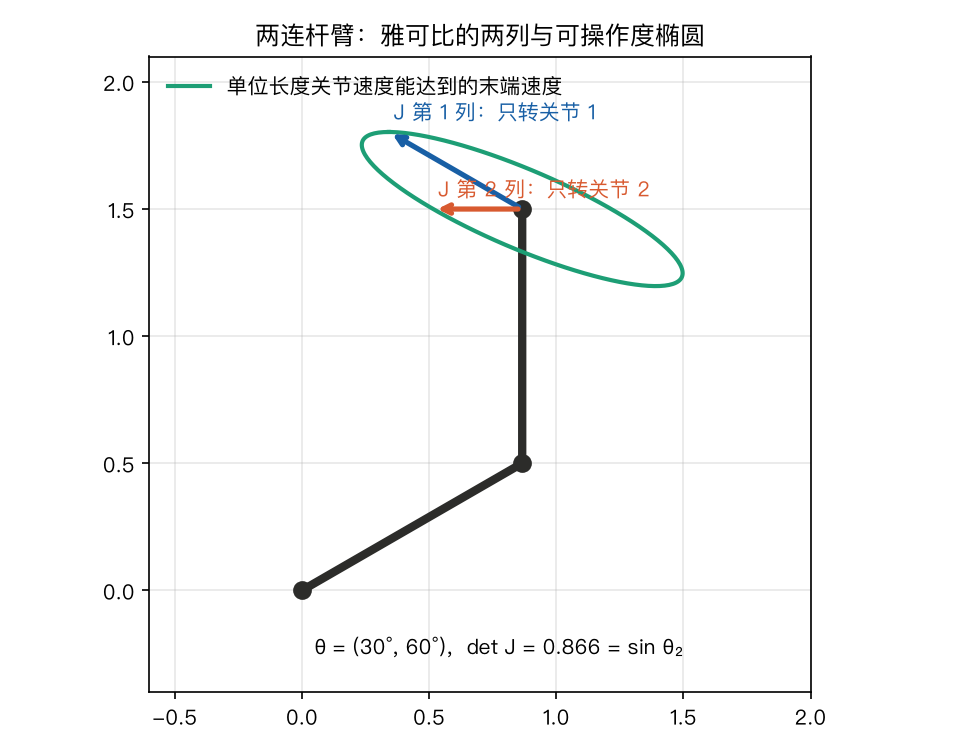 两连杆臂：雅可比的两列与可操作度椭圆
单位长度关节速度能达到的末端速度
J 第 1 列：只转关节 1
J 第 2 列：只转关节 2
θ = (30°, 60°),  det J = 0.866 = sin θ₂
2.0
1.5
1.0
0.5
0.0
−0.5
0.0
0.5
1.0
1.5
2.0